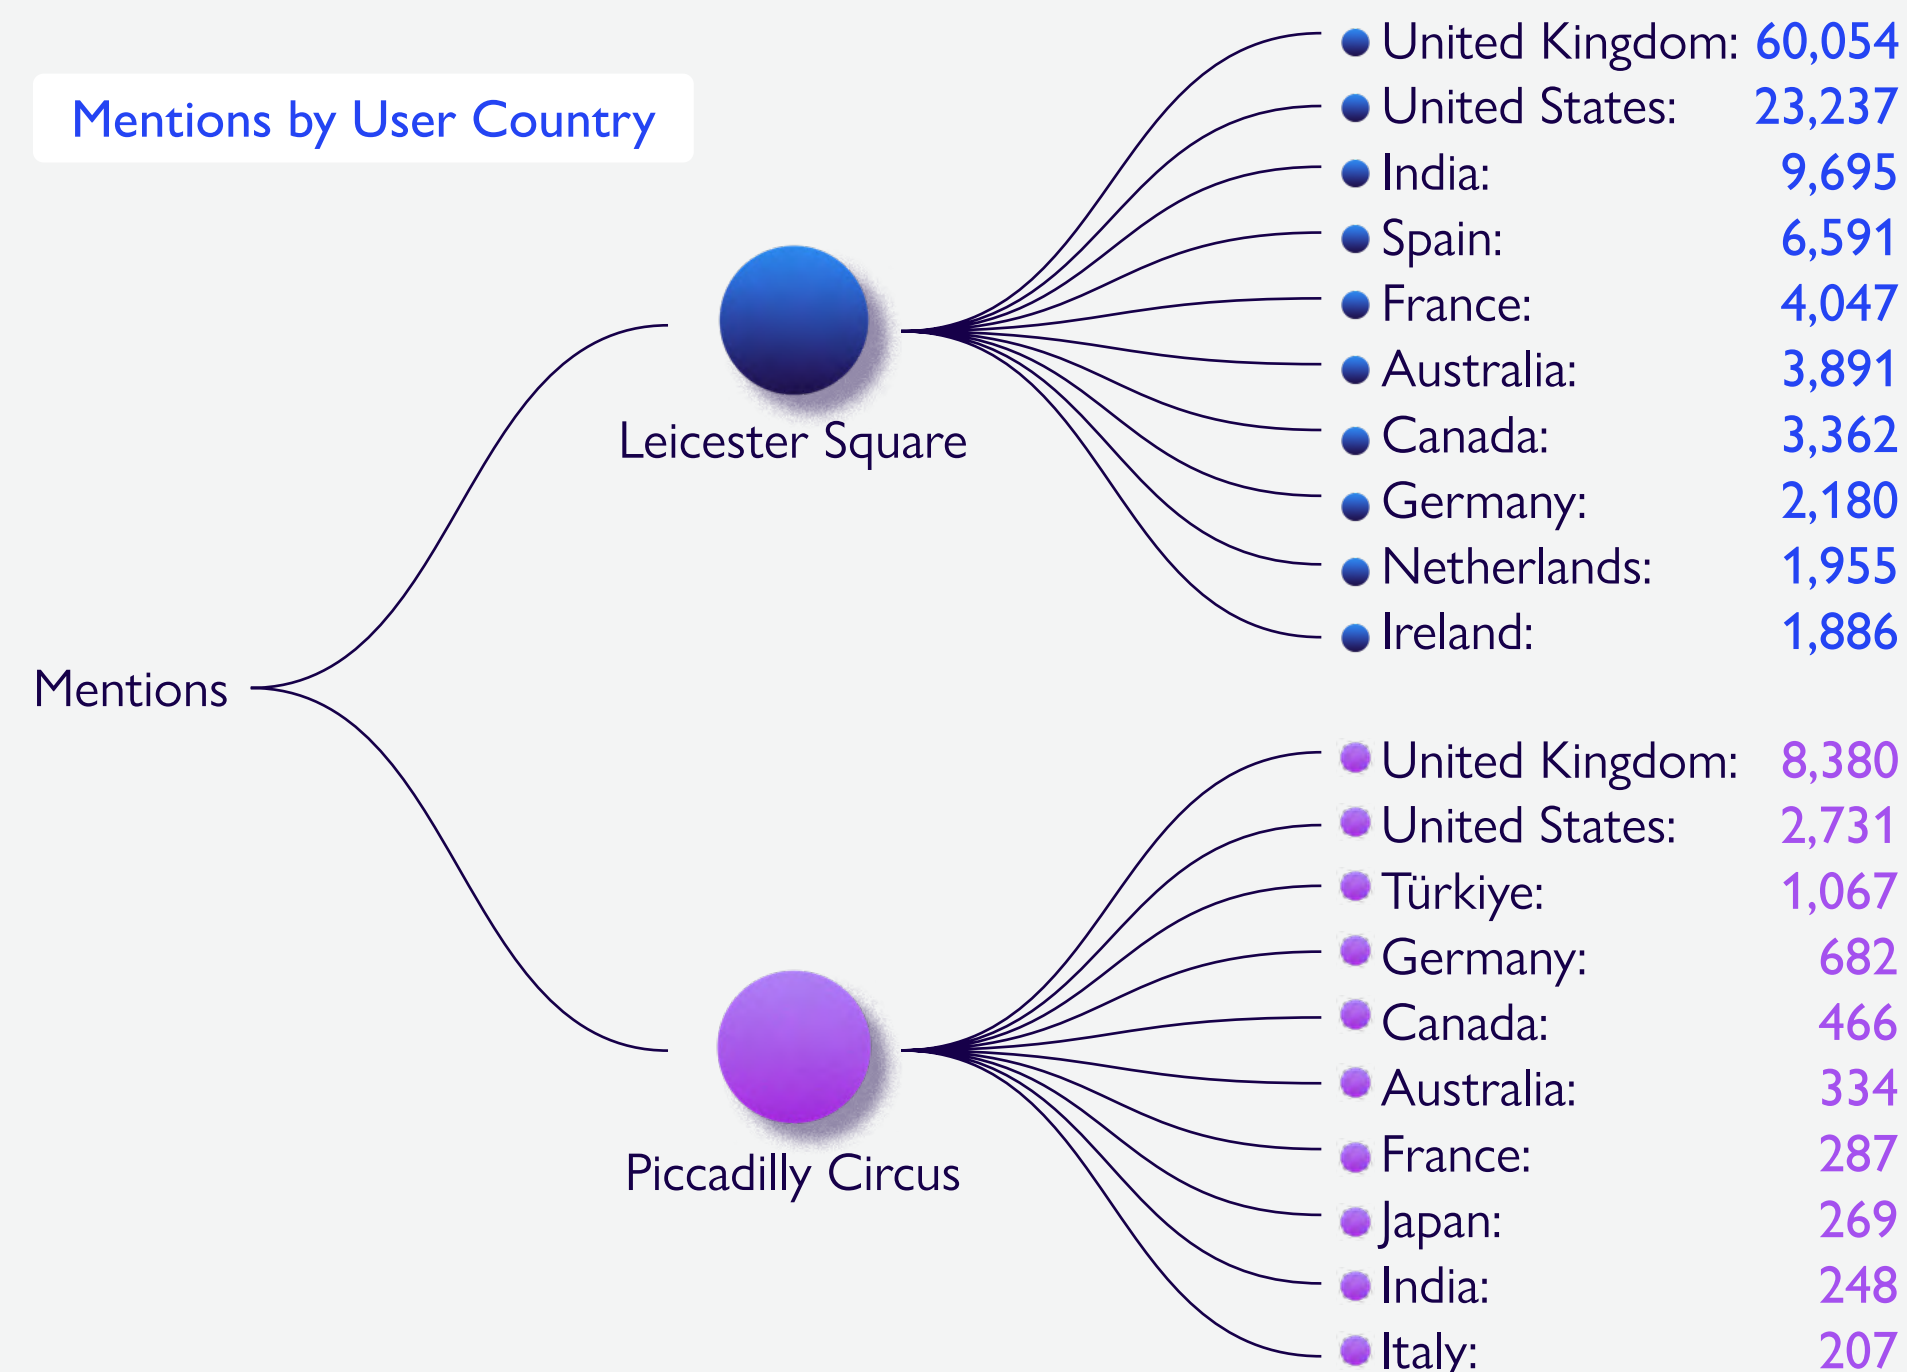 Mentions by User Country
Mentions
Leicester Square
United Kingdom: 60,054
United States: 23,237
India: 9,695
Spain: 6,591
France: 4,047
Australia: 3,891
Canada: 3,362
Germany: 2,180
Netherlands: 1,955
Ireland: 1,886
Piccadilly Circus
United Kingdom: 8,380
United States: 2,731
Türkiye: 1,067
Germany: 682
Canada: 466
Australia: 334
France: 287
Japan: 269
India: 248
Italy: 207